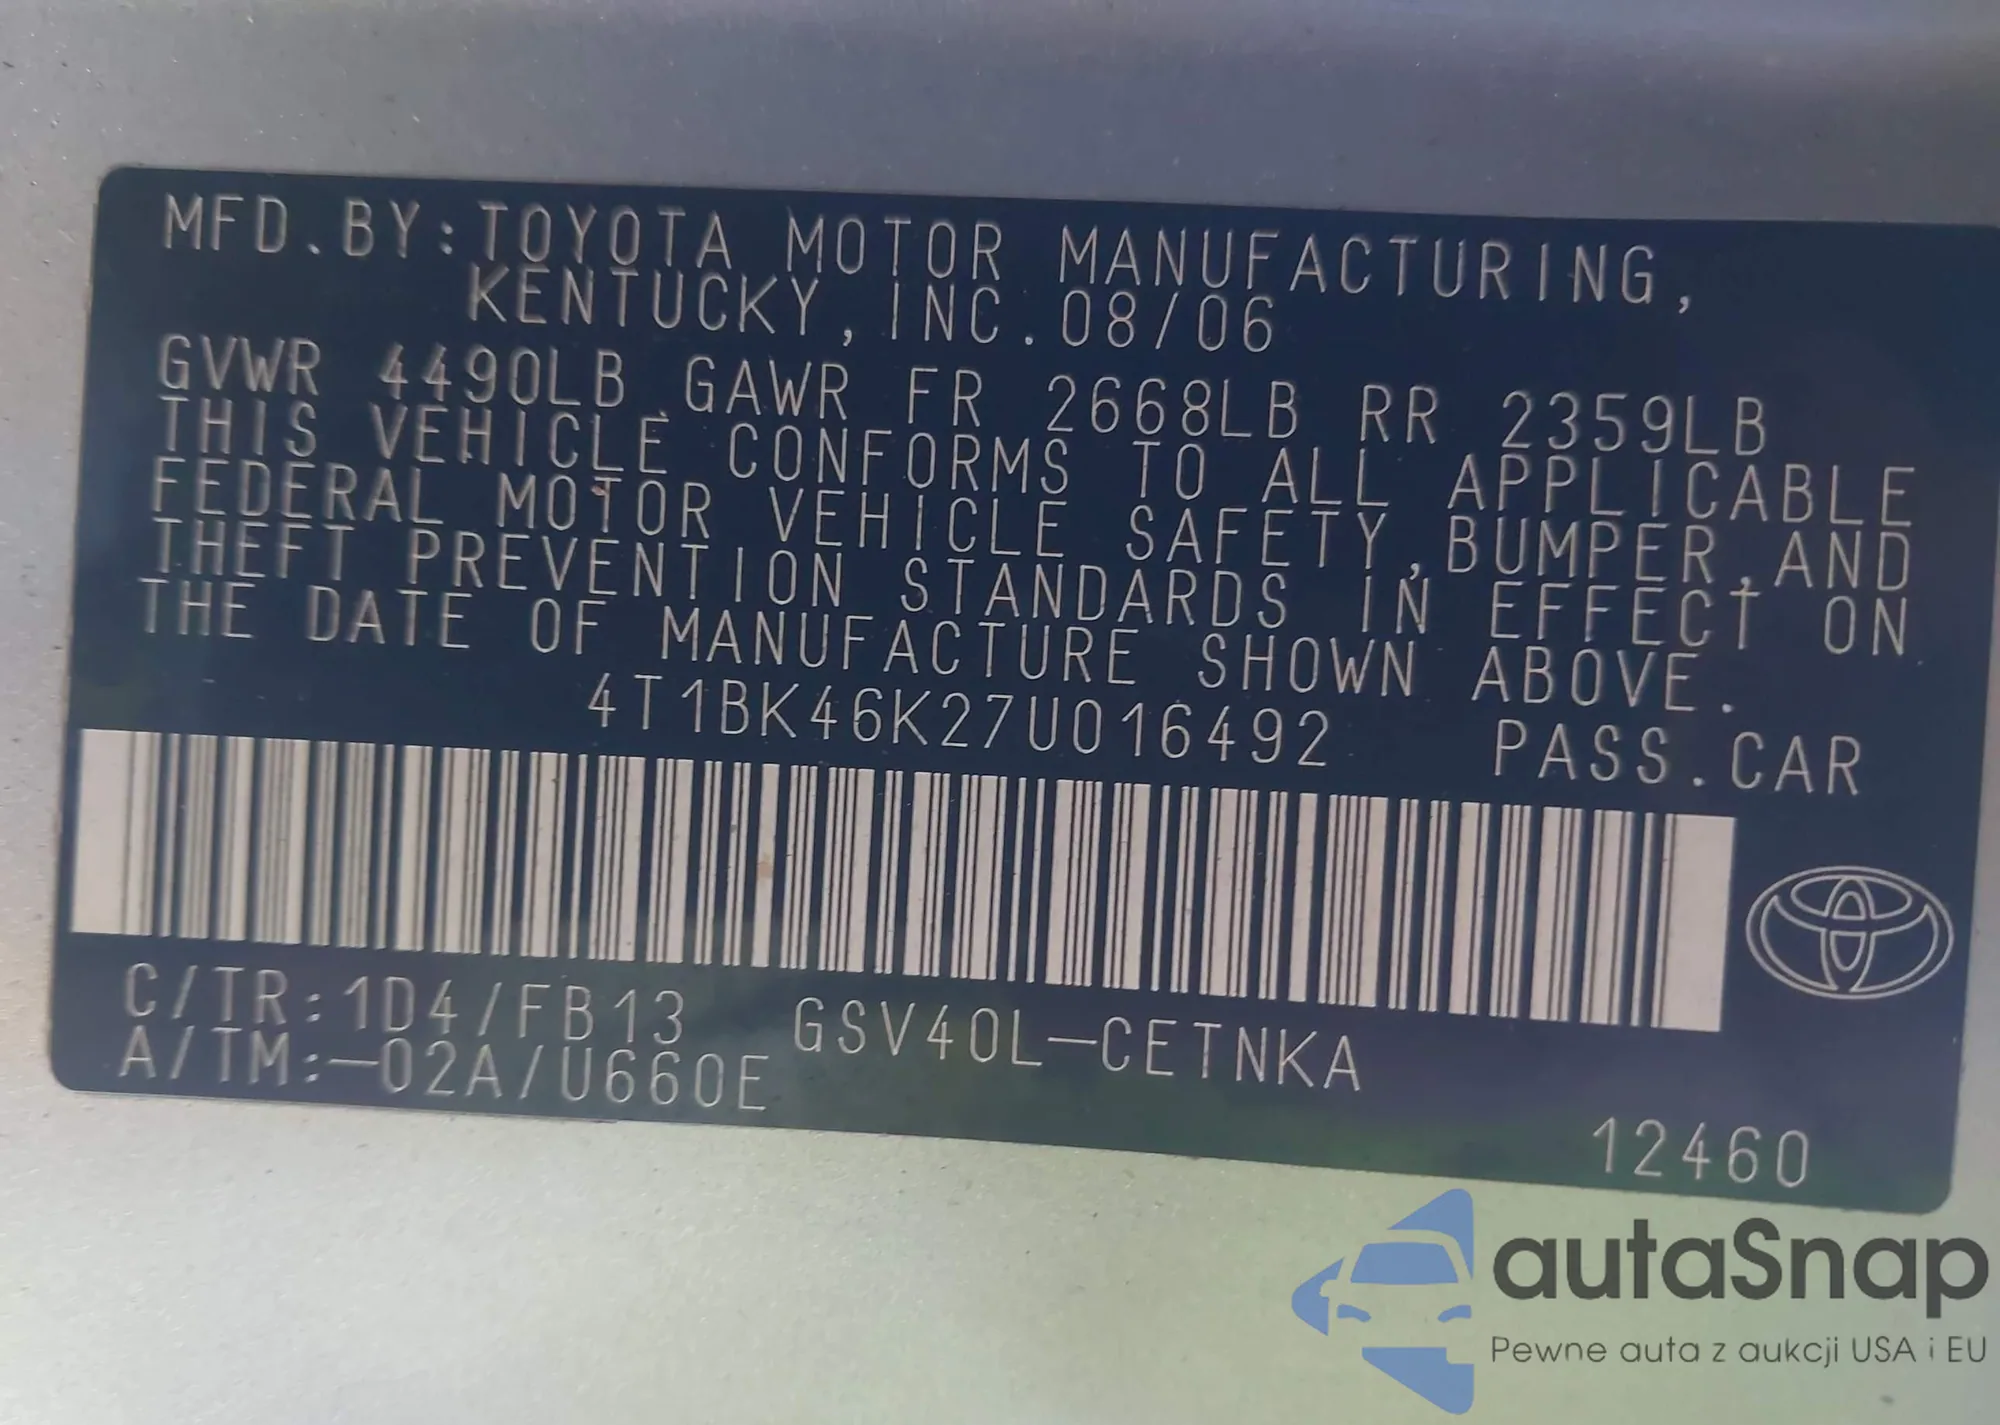 MFD.BY:TOYOTA MOTOR MANUFACTURING,
KENTUCKY, INC.08/06
GVWR 4490LB GAWR FR 2668LB RR 2359LB
THIS VEHICLE CONFORMS TO ALL APPLICABLE
FEDERAL MOTOR VEHICLE SAFETY,BUMPER,AND
THEFT PREVENTION STANDARDS IN EFFECT ON
THE DATE OF MANUFACTURE SHOWN ABOVE.
4T1BK46K27U016492 PASS.CAR
C/TR:1D4/FB13 GSV40L-CETNKA
A/TM:-02A/U660E
12460
autaSnap
Pewne auta z aukcji USA i EU